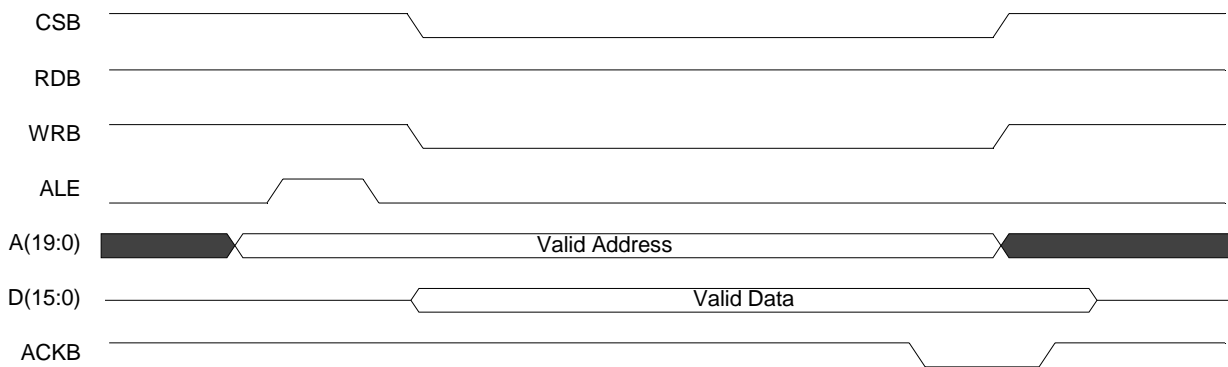 CSB
RDB
WRB
ALE
A(19:0)
Valid Address
D(15:0)
Valid Data
ACKB